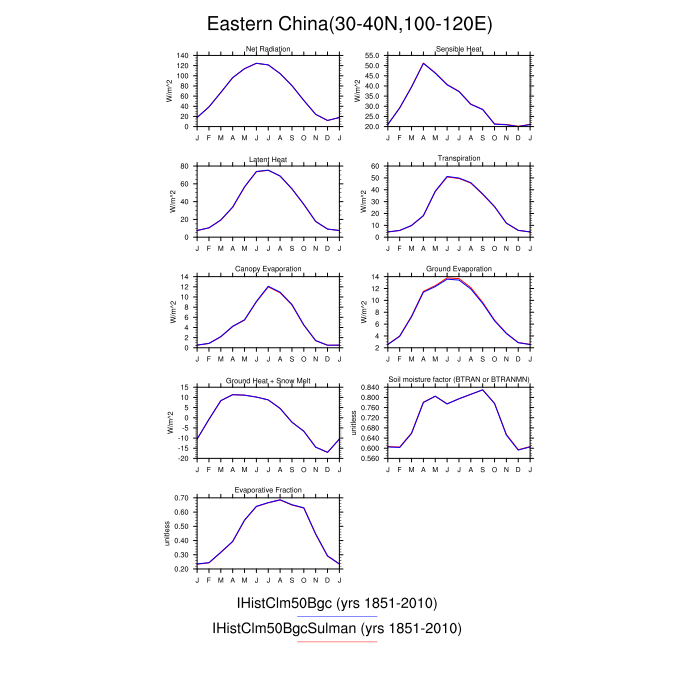 Eastern China(30-40N,100-120E)
Net Radiation
W/m^2
140
120
100
80
60
40
20
0
J F M A M J J A S O N D J
Sensible Heat
W/m^2
55.0
50.0
45.0
40.0
35.0
30.0
25.0
20.0
J F M A M J J A S O N D J
Latent Heat
W/m^2
80
60
40
20
0
J F M A M J J A S O N D J
Transpiration
W/m^2
60
50
40
30
20
10
0
J F M A M J J A S O N D J
Canopy Evaporation
W/m^2
14
12
10
8
6
4
2
0
J F M A M J J A S O N D J
Ground Evaporation
W/m^2
14
12
10
8
6
4
2
J F M A M J J A S O N D J
Ground Heat + Snow Melt
W/m^2
15
10
5
0
-5
-10
-15
-20
J F M A M J J A S O N D J
Soil moisture factor (BTRAN or BTRANMN)
unitless
0.840
0.800
0.760
0.720
0.680
0.640
0.600
0.560
J F M A M J J A S O N D J
Evaporative Fraction
unitless
0.70
0.60
0.50
0.40
0.30
0.20
J F M A M J J A S O N D J
IHistClm50Bgc (yrs 1851-2010)
IHistClm50BgcSulman (yrs 1851-2010)